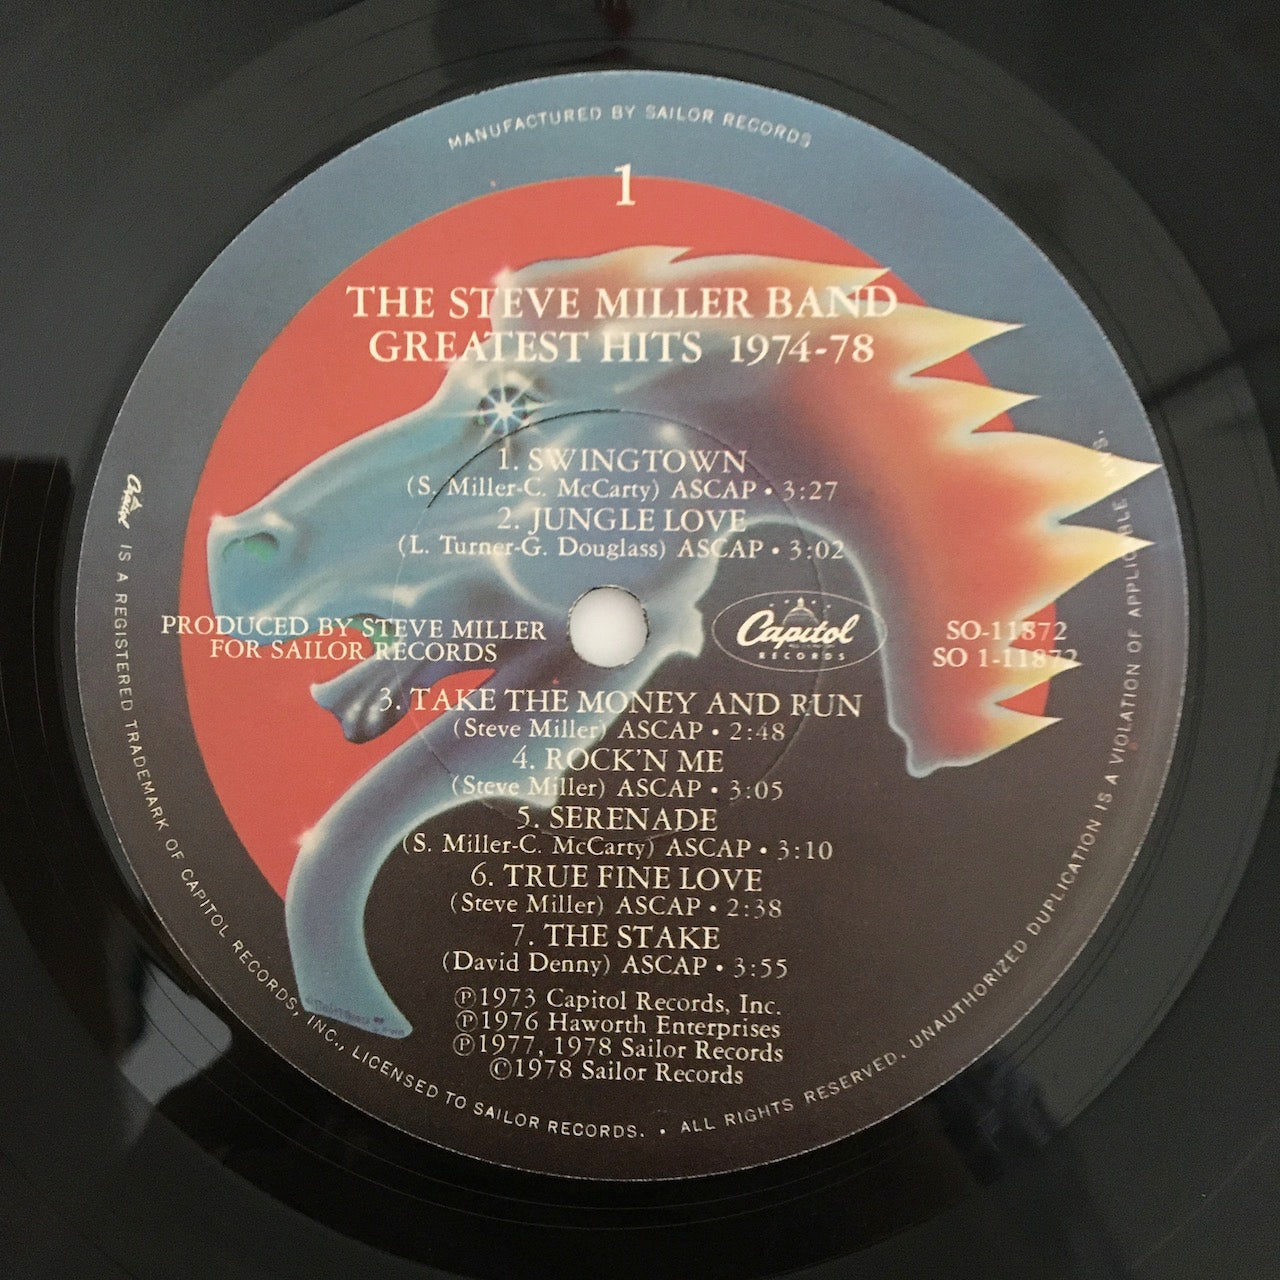 MANUFACTURED BY SAILOR RECORDS
1
THE STEVE MILLER BAND
GREATEST HITS 1974-78
1. SWINGTOWN
(S. Miller-C. McCarty) ASCAP • 3:27
2. JUNGLE LOVE
(L. Turner-G. Douglass) ASCAP • 3:02
PRODUCED BY STEVE MILLER
FOR SAILOR RECORDS
Capitol
RECORDS
SO-11872
SO 1-11872
3. TAKE THE MONEY AND RUN
(Steve Miller) ASCAP • 2:48
4. ROCK'N ME
(Steve Miller) ASCAP • 3:05
5. SERENADE
(S. Miller-C. McCarty) ASCAP • 3:10
6. TRUE FINE LOVE
(Steve Miller) ASCAP • 2:38
7. THE STAKE
(David Denny) ASCAP • 3:55
℗1973 Capitol Records, Inc.
℗1976 Haworth Enterprises
℗1977, 1978 Sailor Records
©1978 Sailor Records
Capitol IS A REGISTERED TRADEMARK OF CAPITOL RECORDS, INC., LICENSED TO SAILOR RECORDS. • ALL RIGHTS RESERVED. UNAUTHORIZED DUPLICATION IS A VIOLATION OF APPLICABLE LAWS.